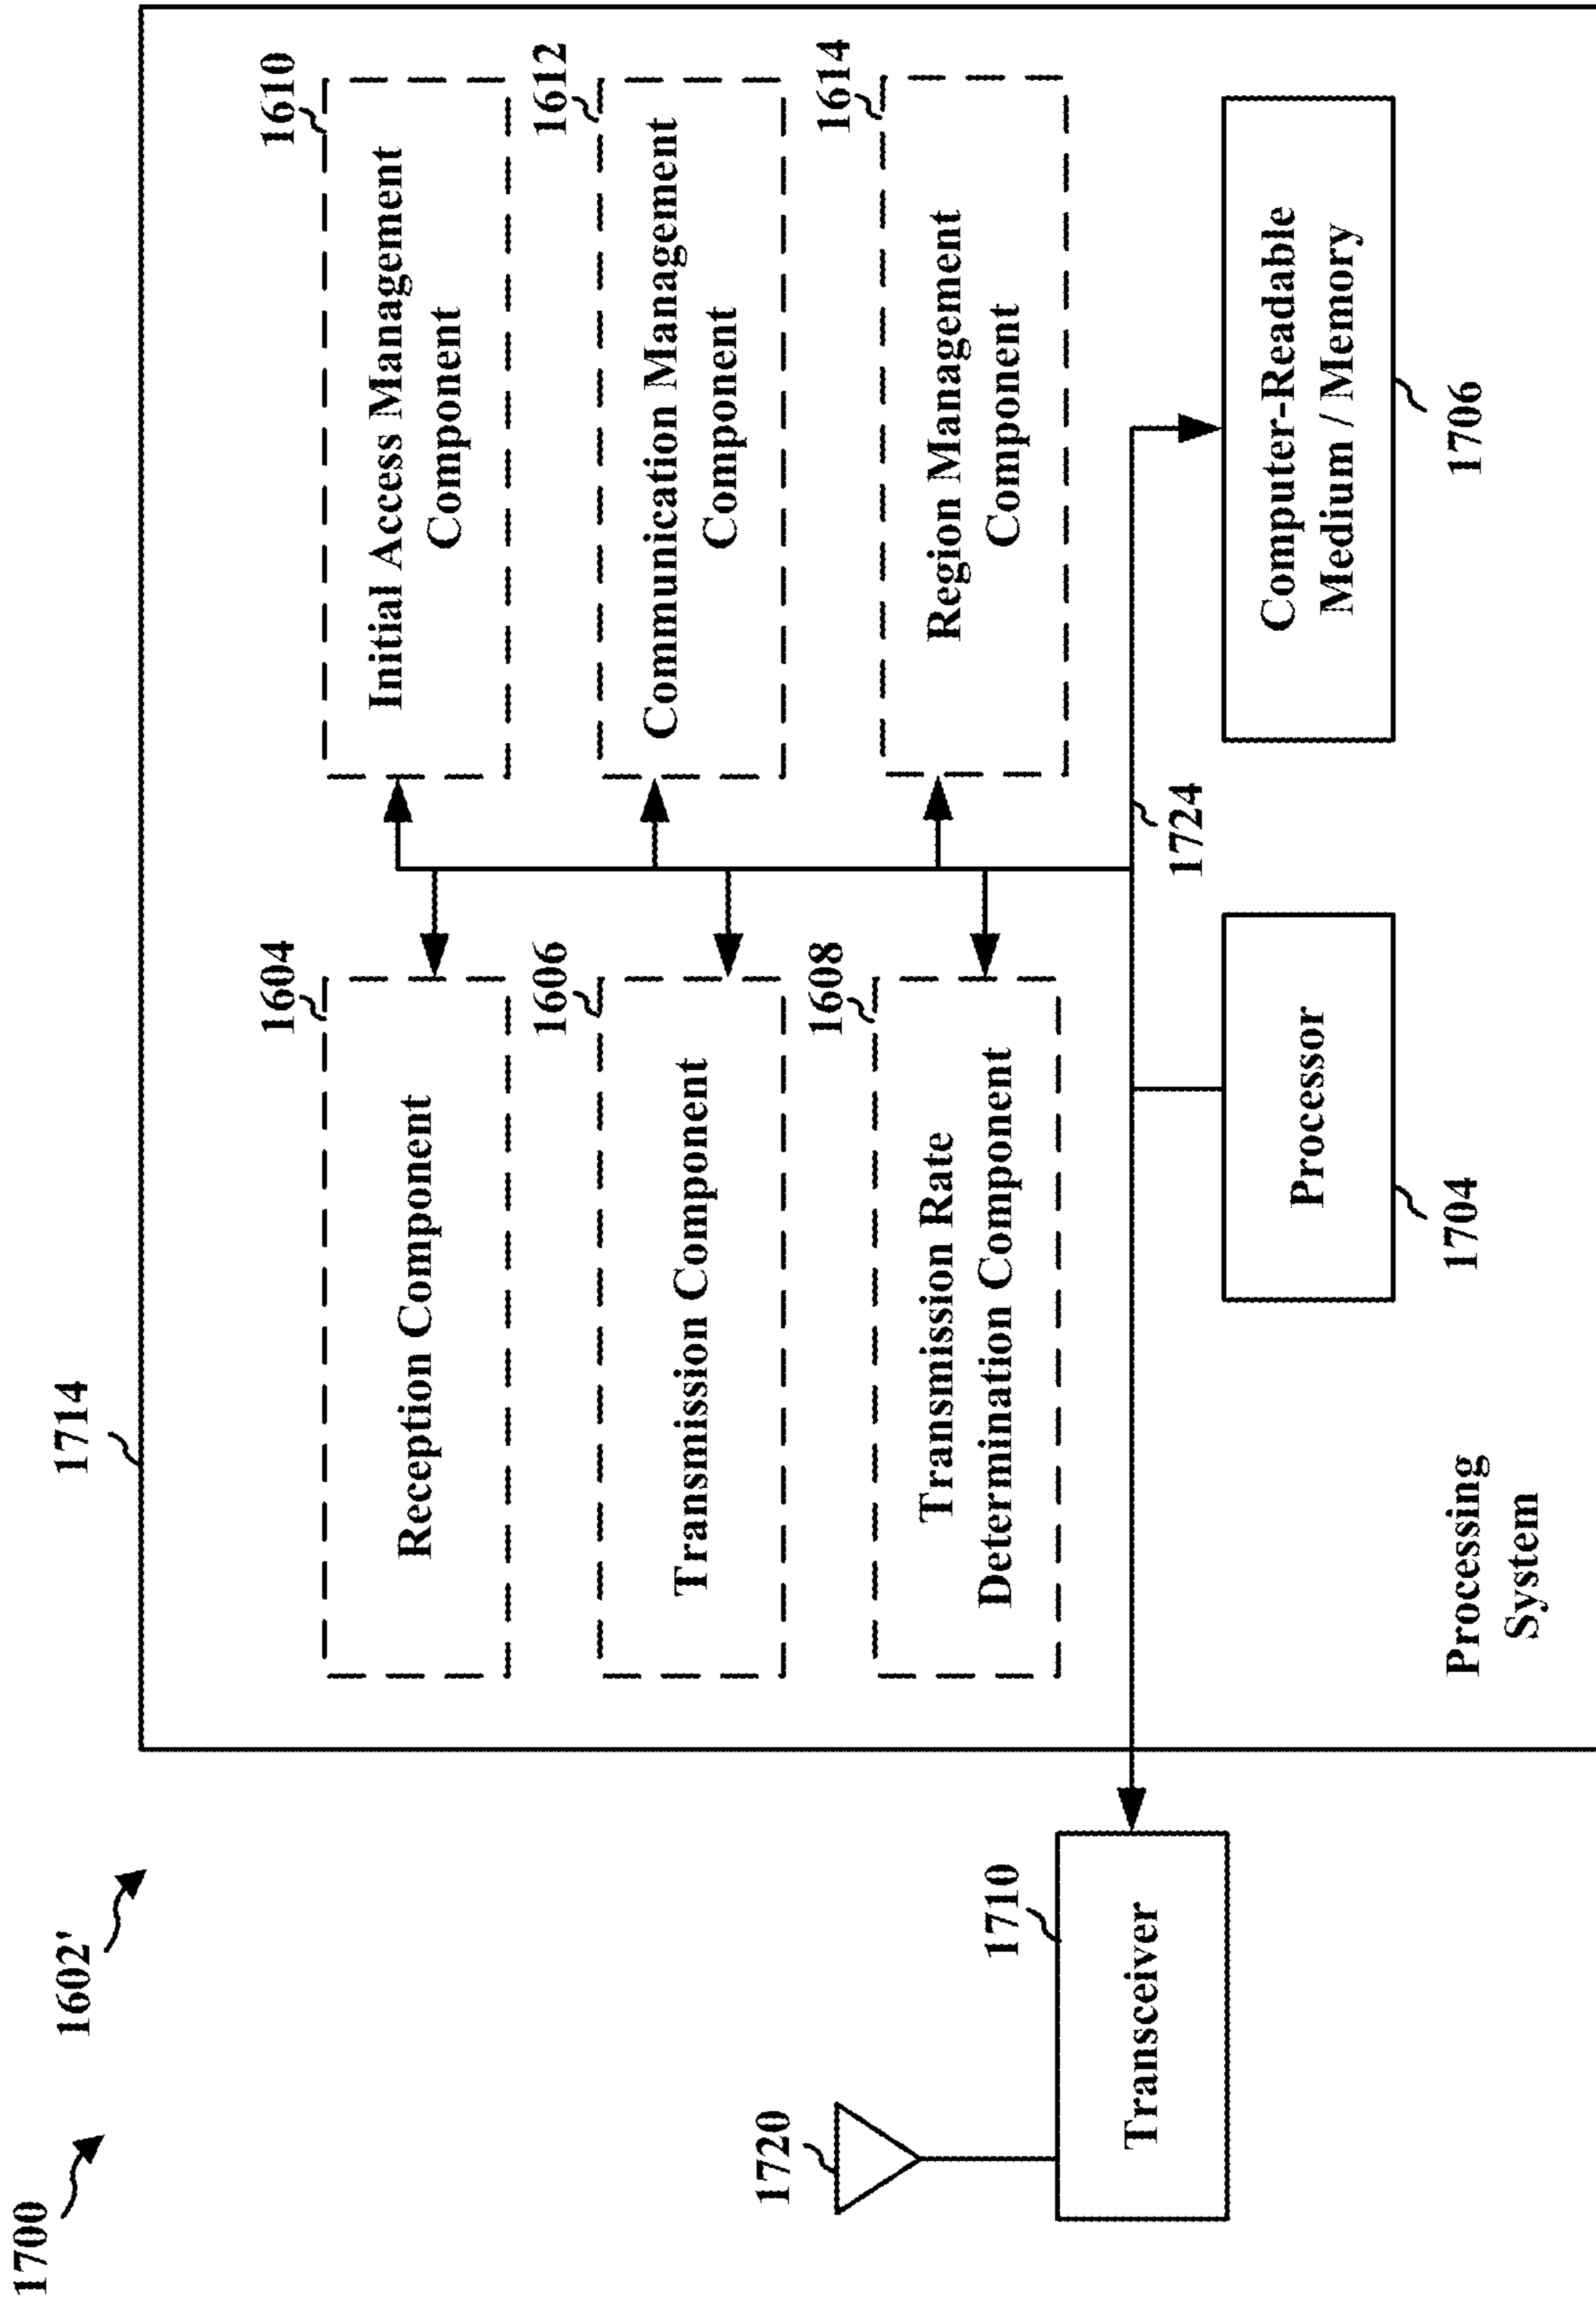 1700
1602'
1714
1604
Reception Component
1610
Initial Access Management
Component
1606
Transmission Component
1612
Communication Management
Component
1608
Transmission Rate
Determination Component
1614
Region Management
Component
1720
1710
Transceiver
1724
Processor
1704
Computer-Readable
Medium / Memory
1706
Processing
System